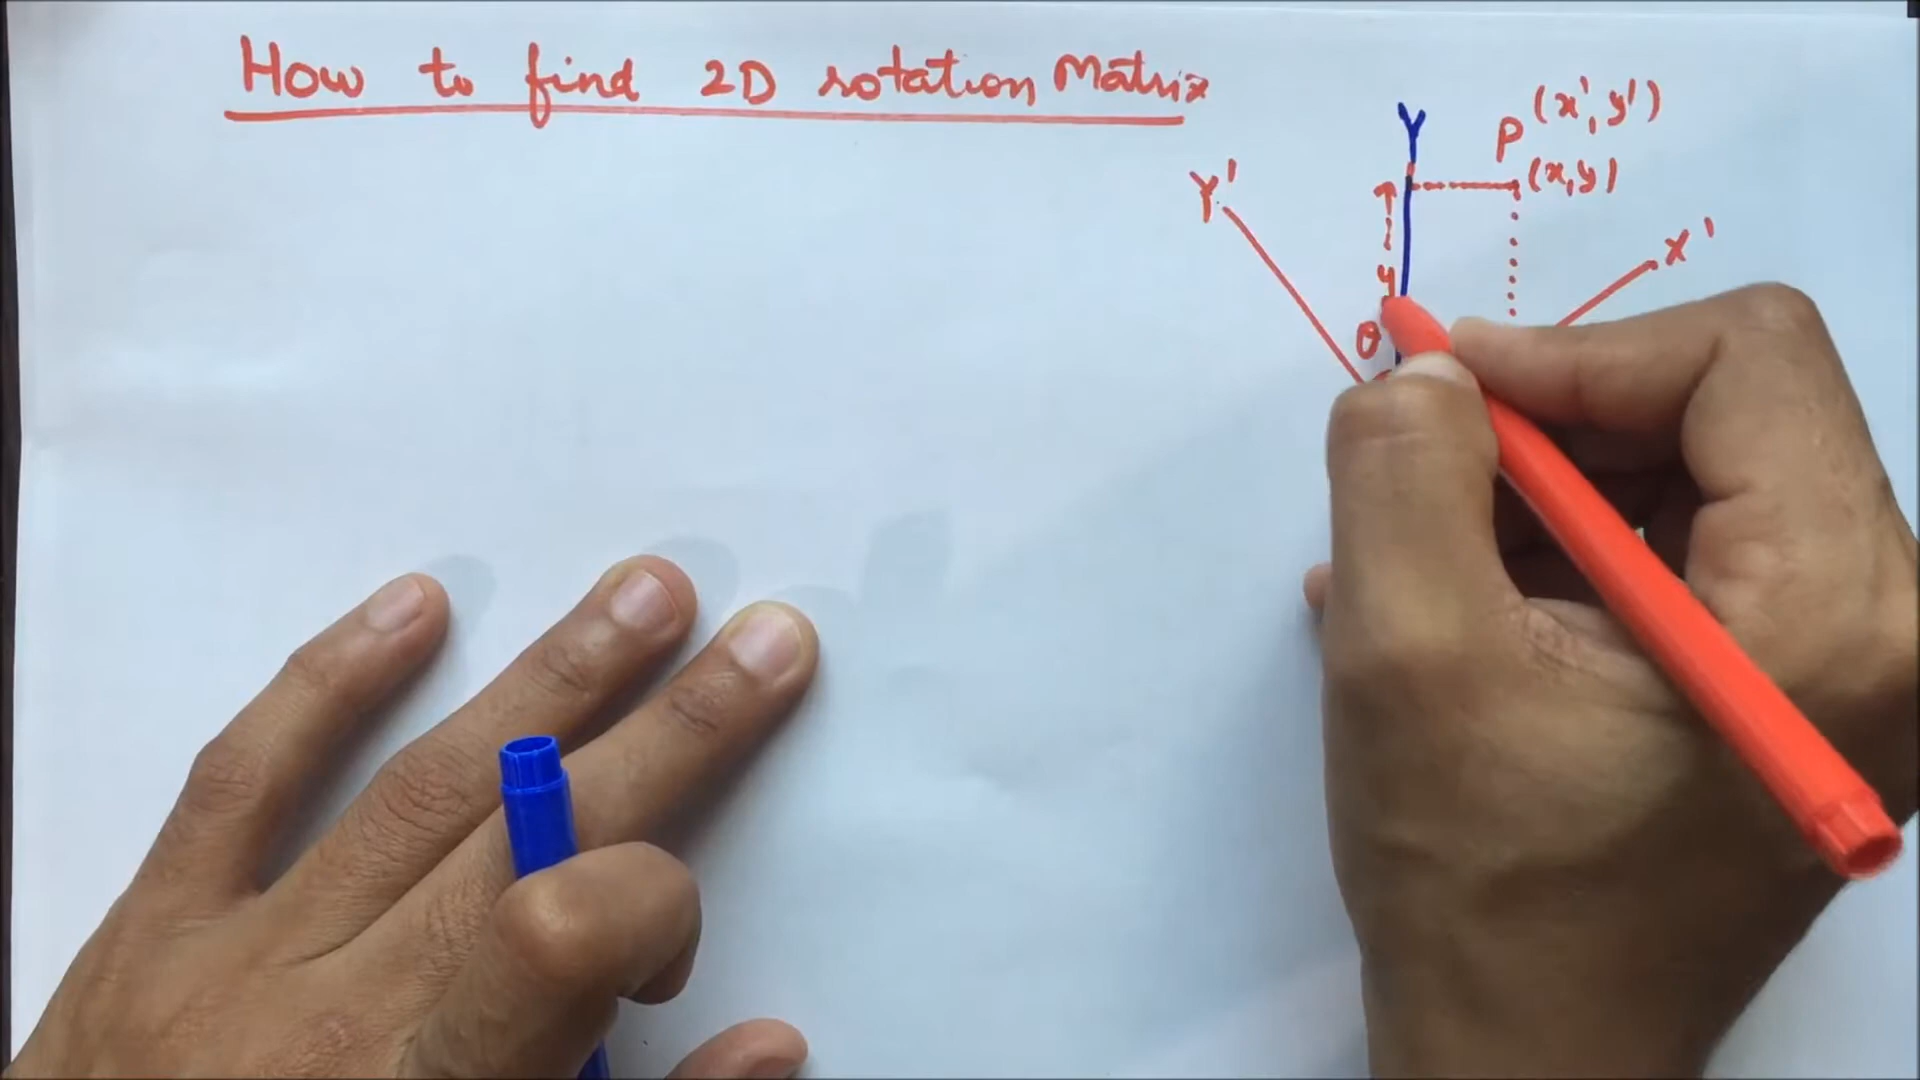 How to find 2D rotation Matrix
Y
P (x', y')
(x, y)
Y'
X'
y
θ